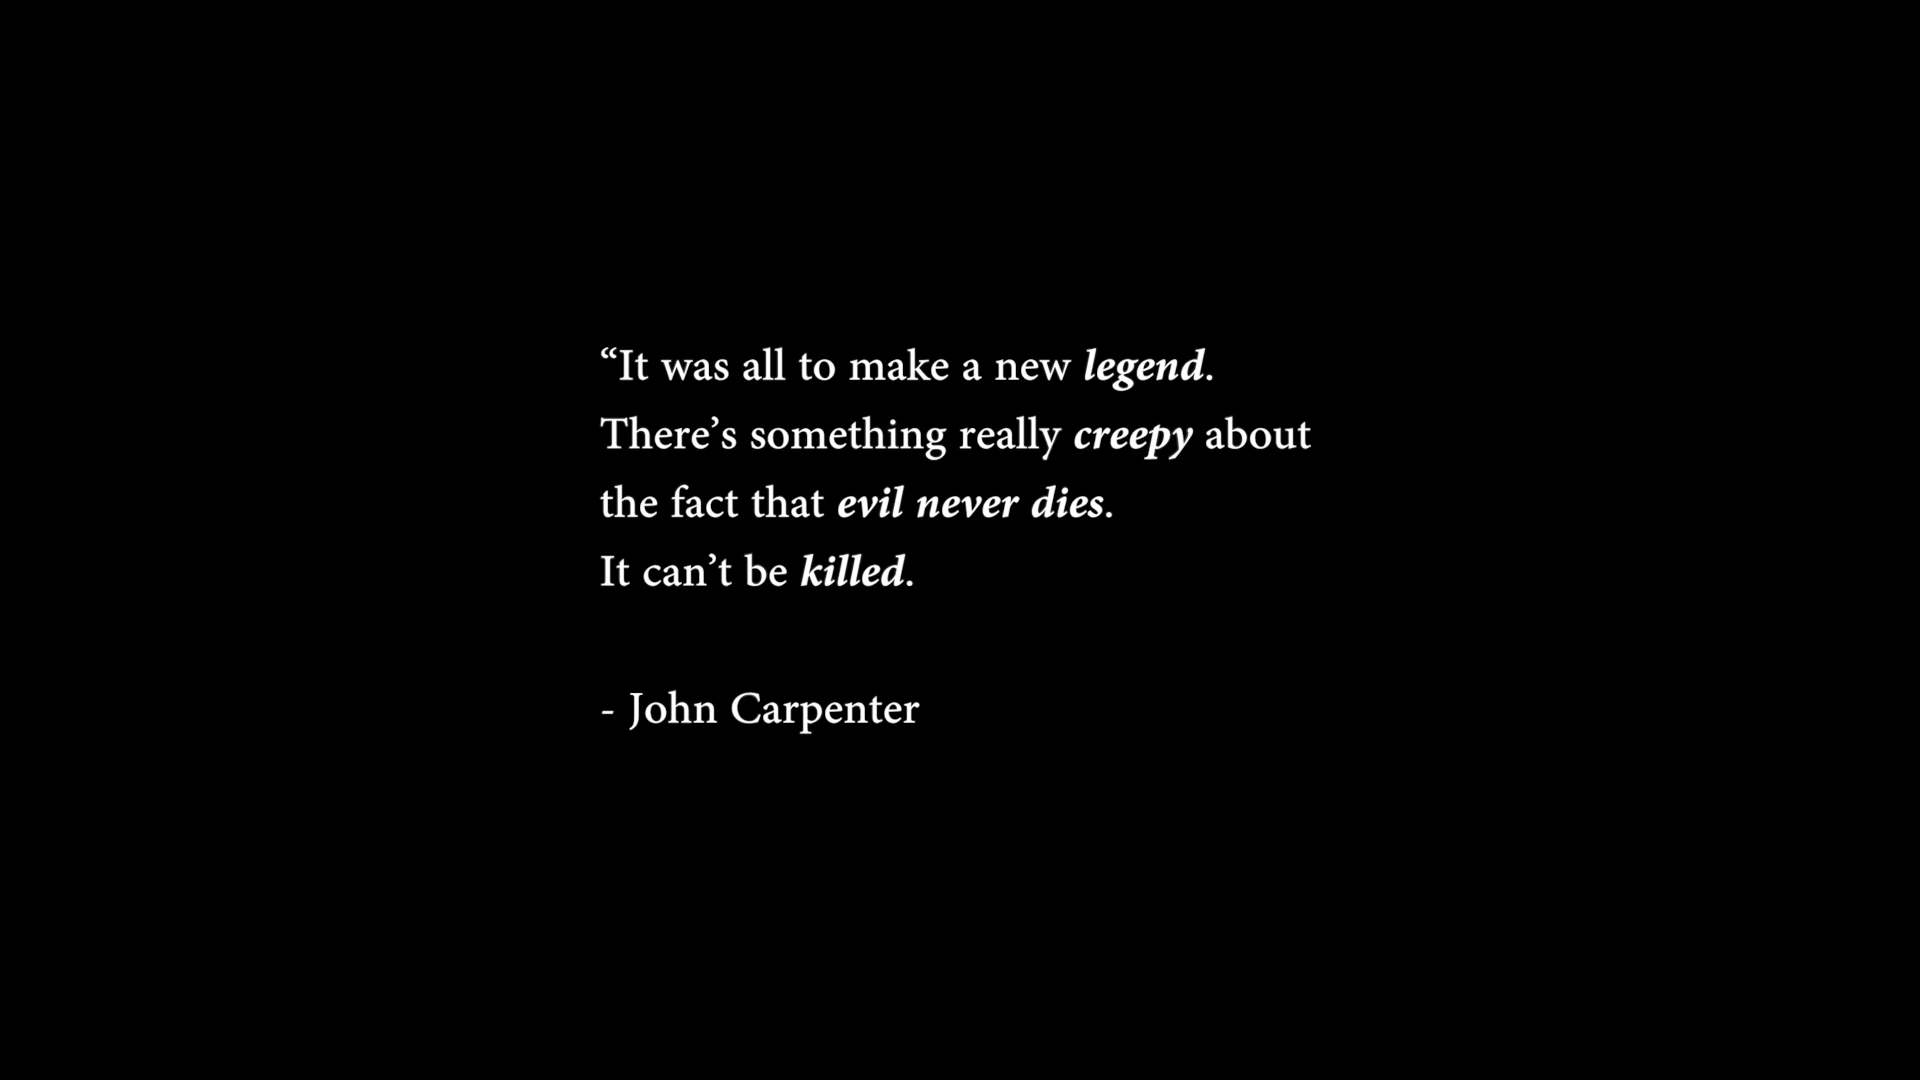 “It was all to make a new legend.
There’s something really creepy about
the fact that evil never dies.
It can’t be killed.
- John Carpenter